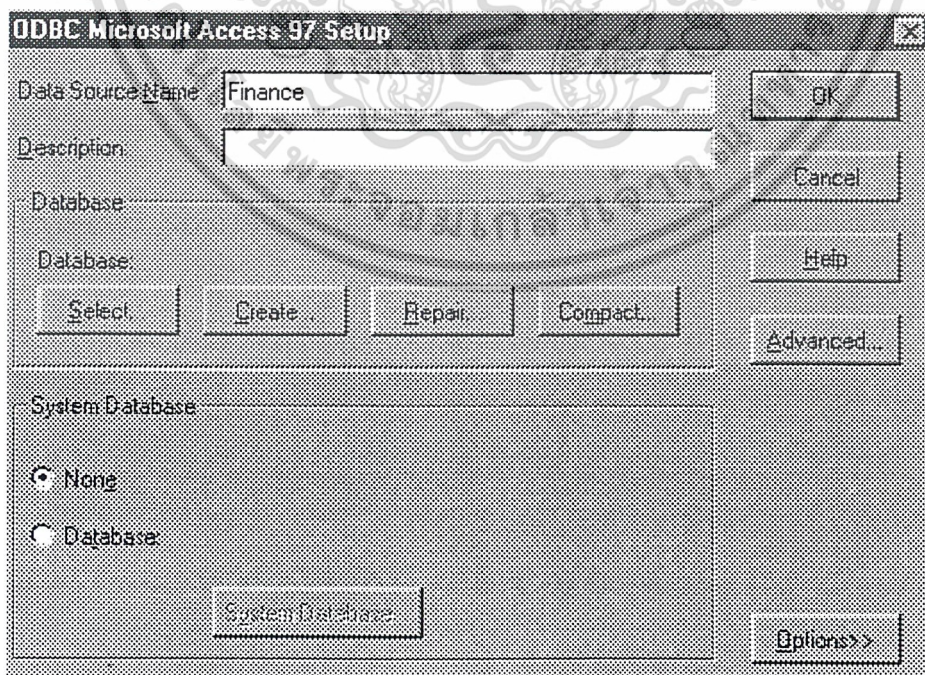 ODBC Microsoft Access 97 Setup
Data Source Name: Finance
OK
Description:
Cancel
Database
Database:
Help
Select..
Create..
Repair..
Compact...
Advanced...
System Database
None
Database:
System Database..
Options>>